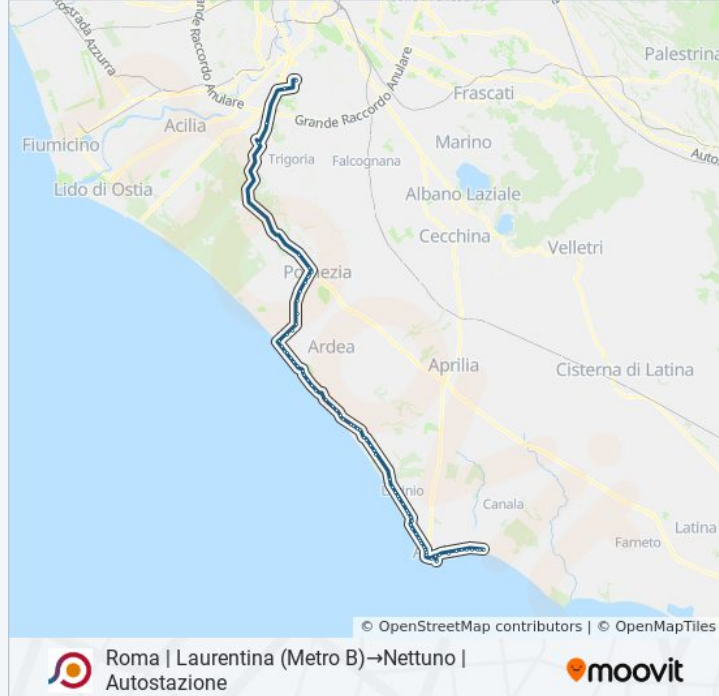 Autostrada Azzurra
Grande Raccordo Anulare
Palestrina
Frascati
Grande Raccordo Anulare
Acilia
Fiumicino
Marino
Trigoria
Falcognana
Lido di Ostia
Albano Laziale
Cecchina
Velletri
Ardea
Aprilia
Cisterna di Latina
Canala
Latina
Farneto
© OpenStreetMap contributors | © OpenMapTiles
Roma | Laurentina (Metro B)→Nettuno |
Autostazione
moovit